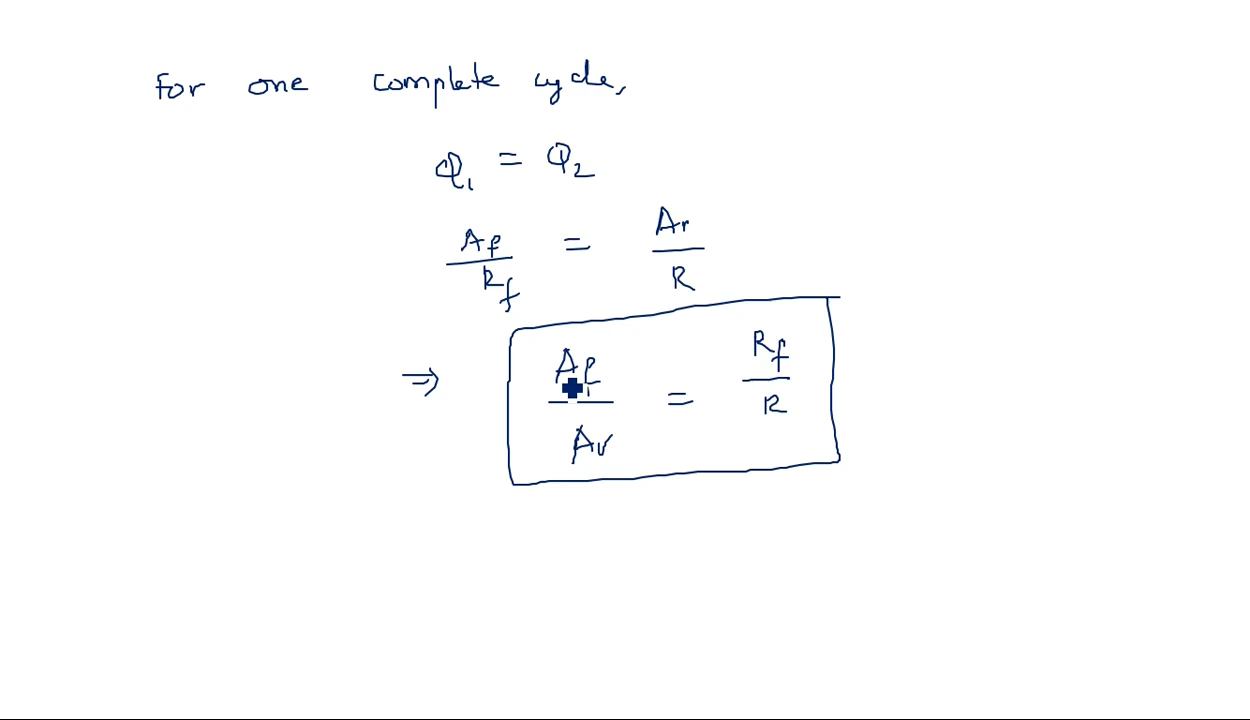 For one complete cycle,
Q₁ = Q₂
Af/Rf = Ar/R
⇒ Af/Ar = Rf/R